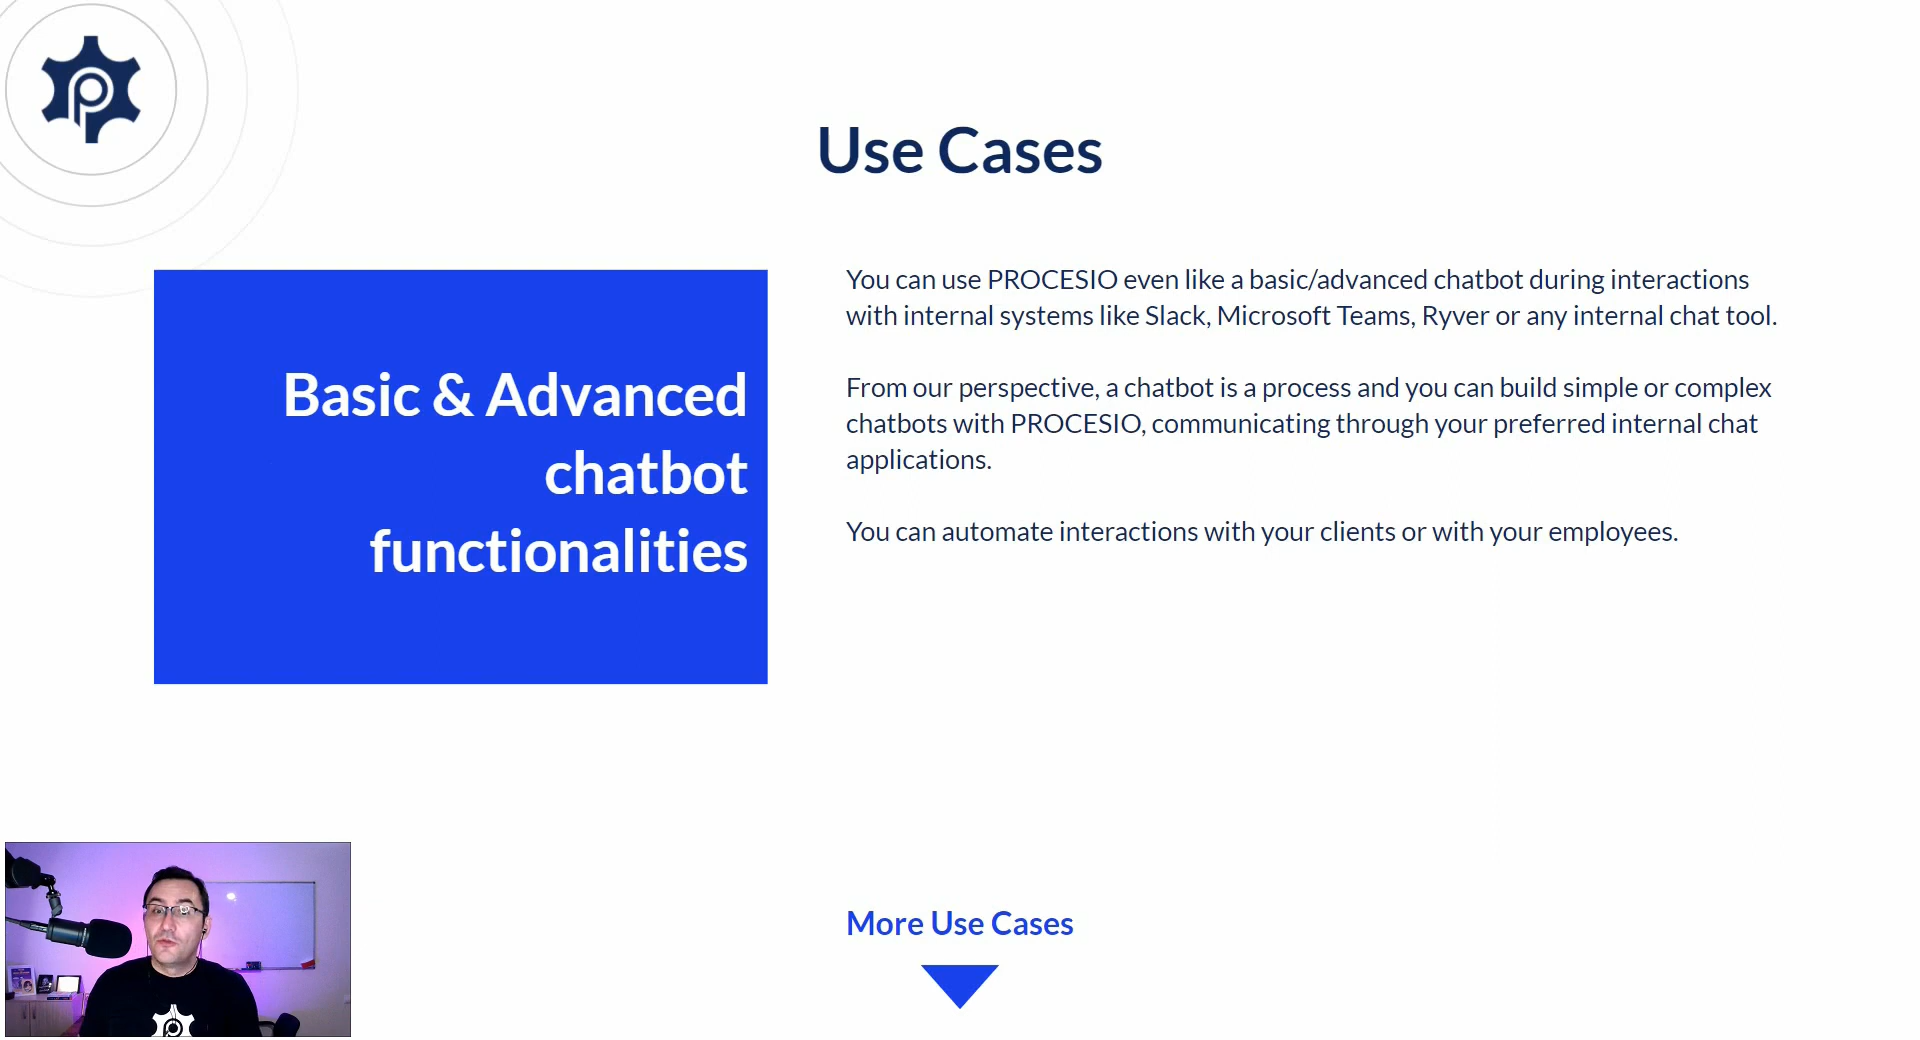 Use Cases
Basic & Advanced
chatbot
functionalities
You can use PROCESIO even like a basic/advanced chatbot during interactions
with internal systems like Slack, Microsoft Teams, Ryver or any internal chat tool.
From our perspective, a chatbot is a process and you can build simple or complex
chatbots with PROCESIO, communicating through your preferred internal chat
applications.
You can automate interactions with your clients or with your employees.
More Use Cases